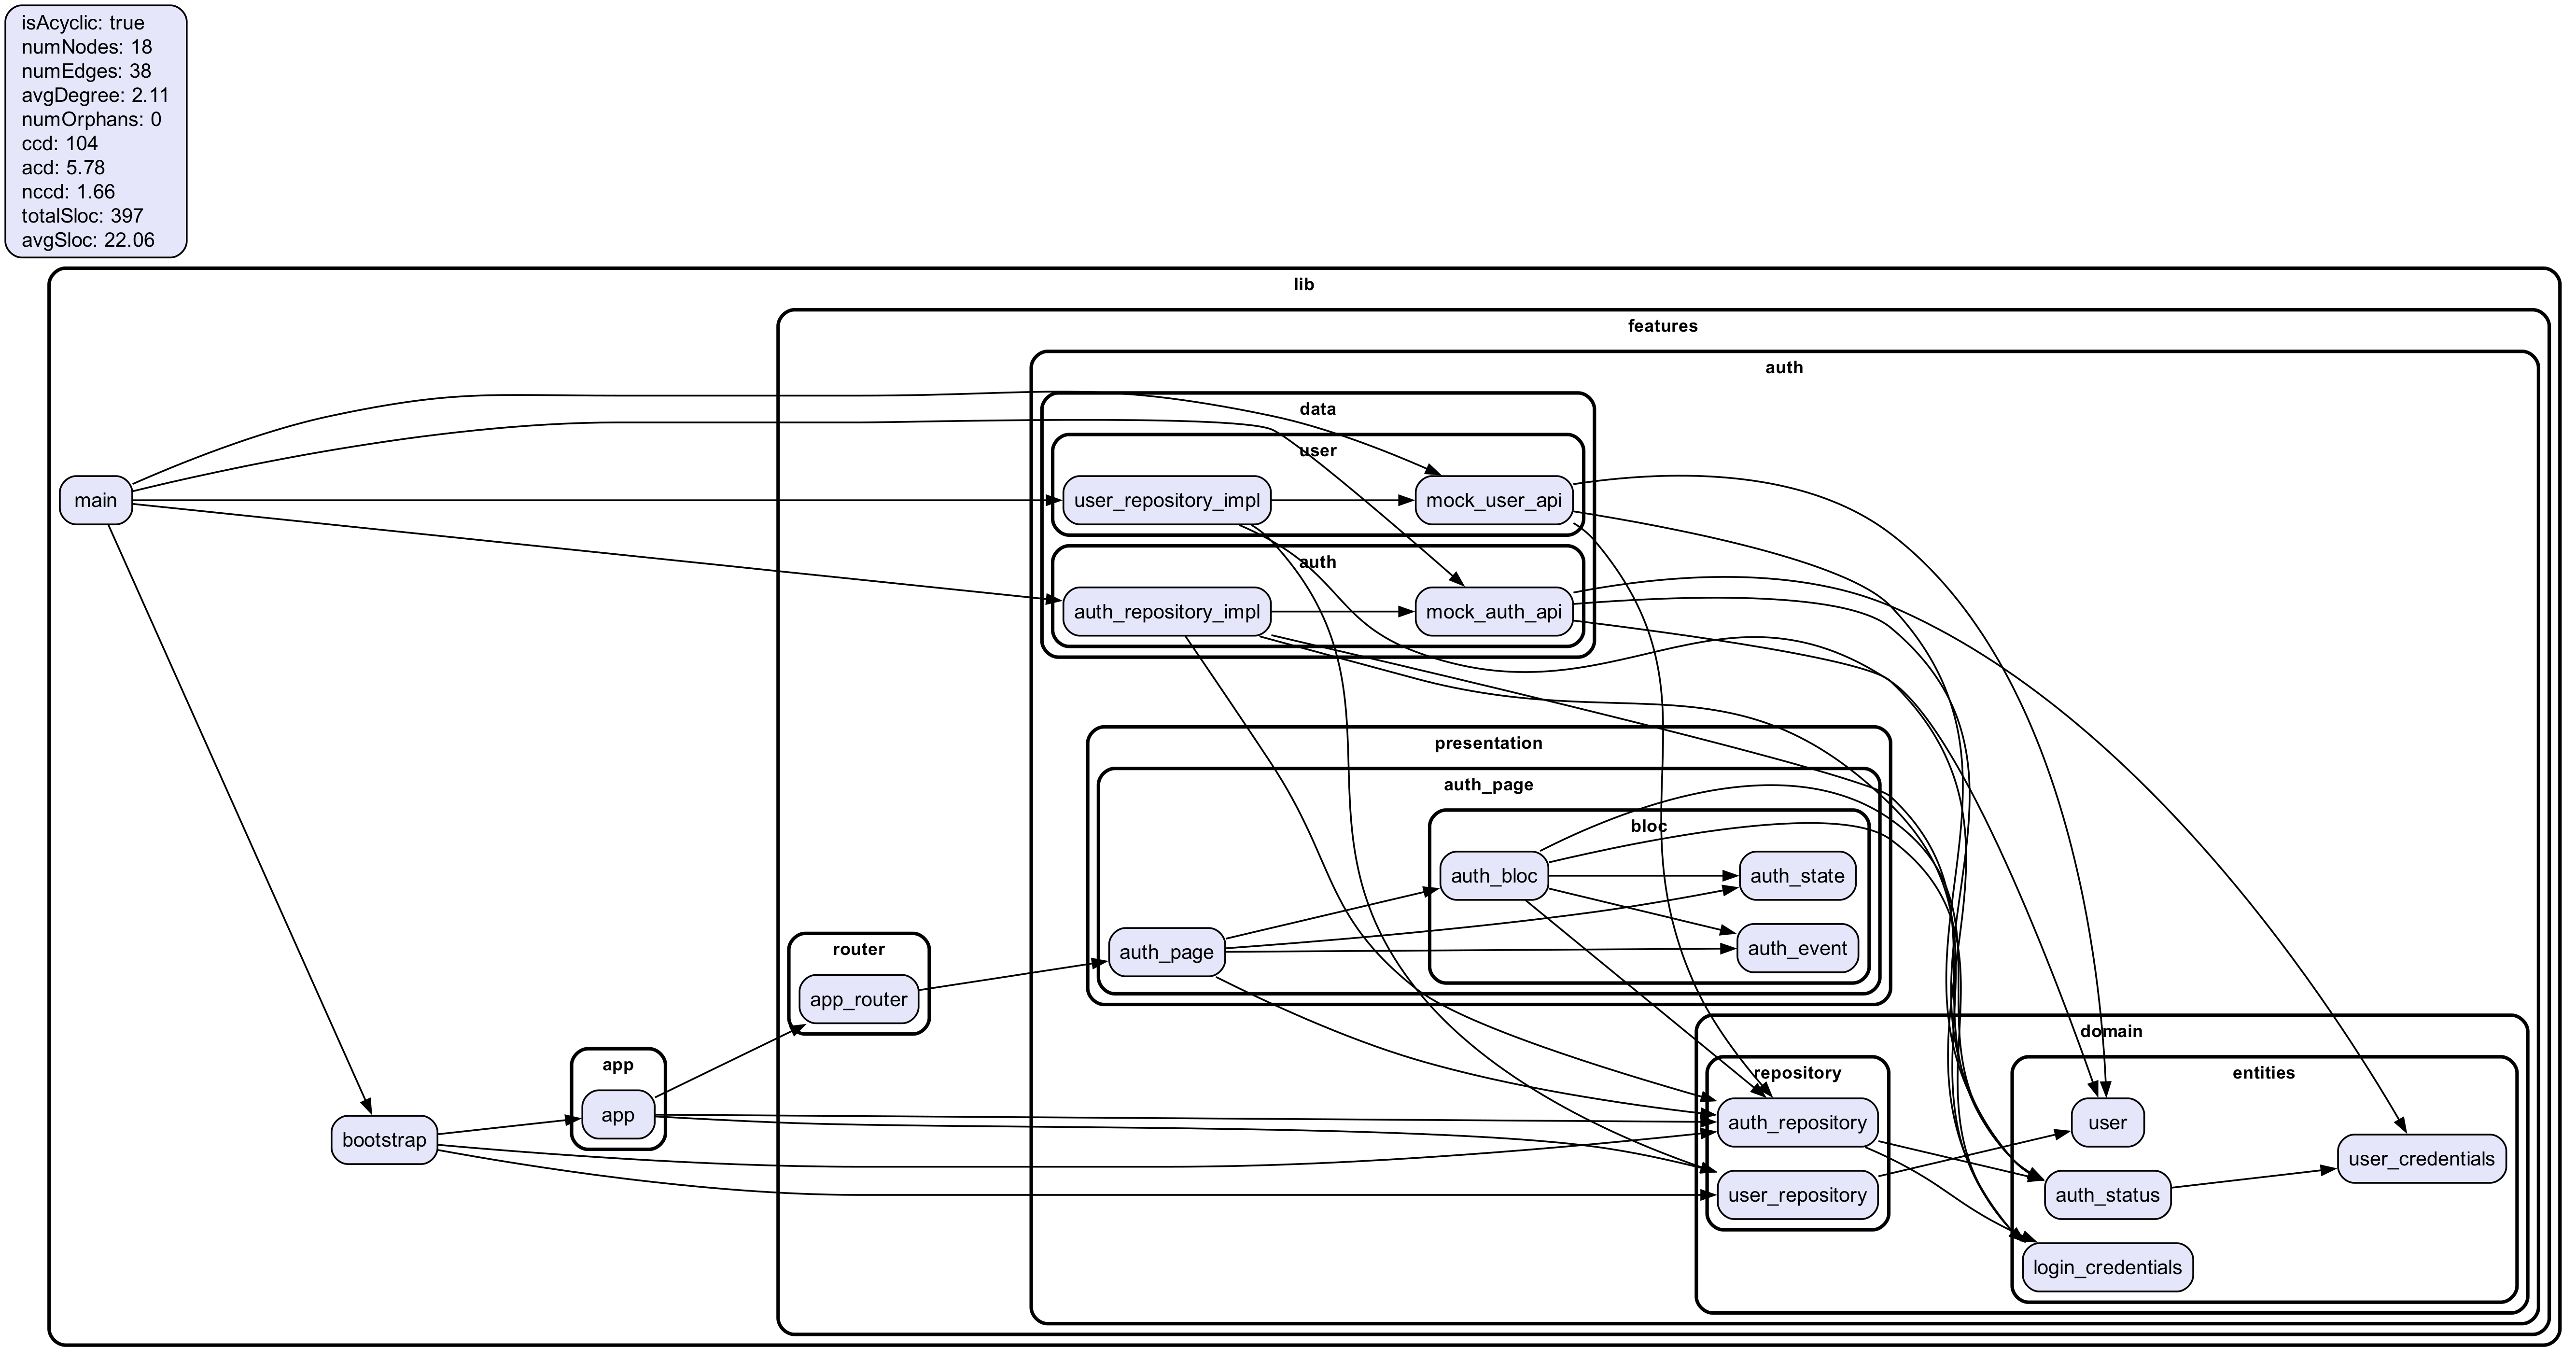 isAcyclic: true
numNodes: 18
numEdges: 38
avgDegree: 2.11
numOrphans: 0
ccd: 104
acd: 5.78
nccd: 1.66
totalSloc: 397
avgSloc: 22.06
lib
features
auth
data
user
main
user_repository_impl
mock_user_api
auth
auth_repository_impl
mock_auth_api
presentation
auth_page
bloc
auth_bloc
auth_state
auth_page
auth_event
router
app_router
domain
app
repository
entities
app
auth_repository
user
bootstrap
user_credentials
user_repository
auth_status
login_credentials